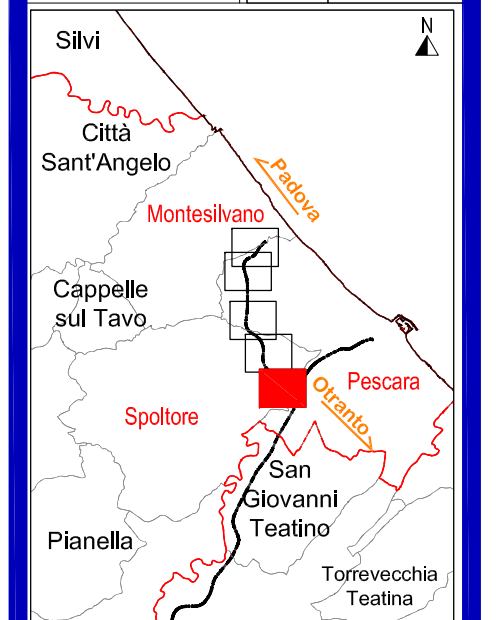 N
Silvi
Città
Sant'Angelo
Padova
Montesilvano
Cappelle
sul Tavo
Pescara
Otranto
Spoltore
San
Giovanni
Teatino
Pianella
Torrevecchia
Teatina